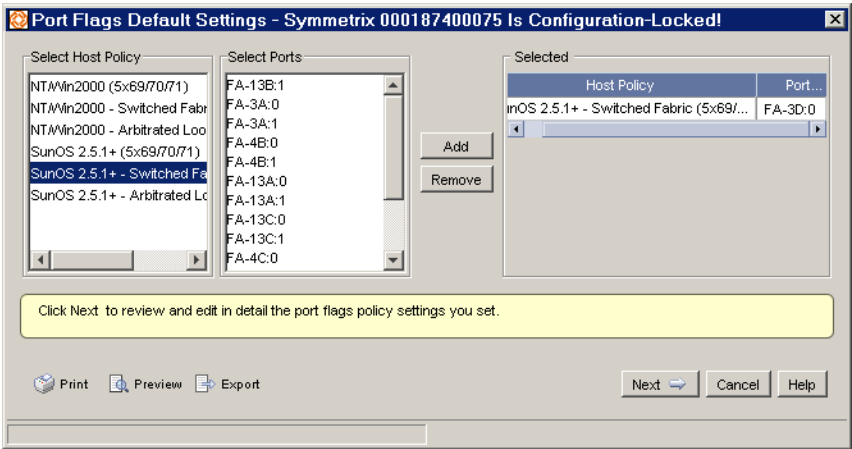 Port Flags Default Settings - Symmetrix 000187400075 Is Configuration-Locked!
Select Host Policy
NT/Win2000 (5x69/70/71)
NT/Win2000 - Switched Fabr
NT/Win2000 - Arbitrated Loo
SunOS 2.5.1+ (5x69/70/71)
SunOS 2.5.1+ - Switched Fa
SunOS 2.5.1+ - Arbitrated Lo
Select Ports
FA-13B:1
FA-3A:0
FA-3A:1
FA-4B:0
FA-4B:1
FA-13A:0
FA-13A:1
FA-13C:0
FA-13C:1
FA-4C:0
Add
Remove
Selected
Host Policy Port...
nOS 2.5.1+ - Switched Fabric (5x69/... FA-3D:0
Click Next to review and edit in detail the port flags policy settings you set.
Print Preview Export
Next Cancel Help